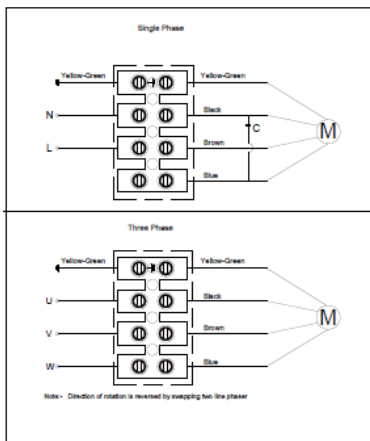 Single Phase
Yellow-Green Yellow-Green
N Black
C
M
L Brown
Blue
Three Phase
Yellow-Green Yellow-Green
U Black
M
V Brown
W Blue
Note:- Direction of rotation is reversed by swapping two line phaser